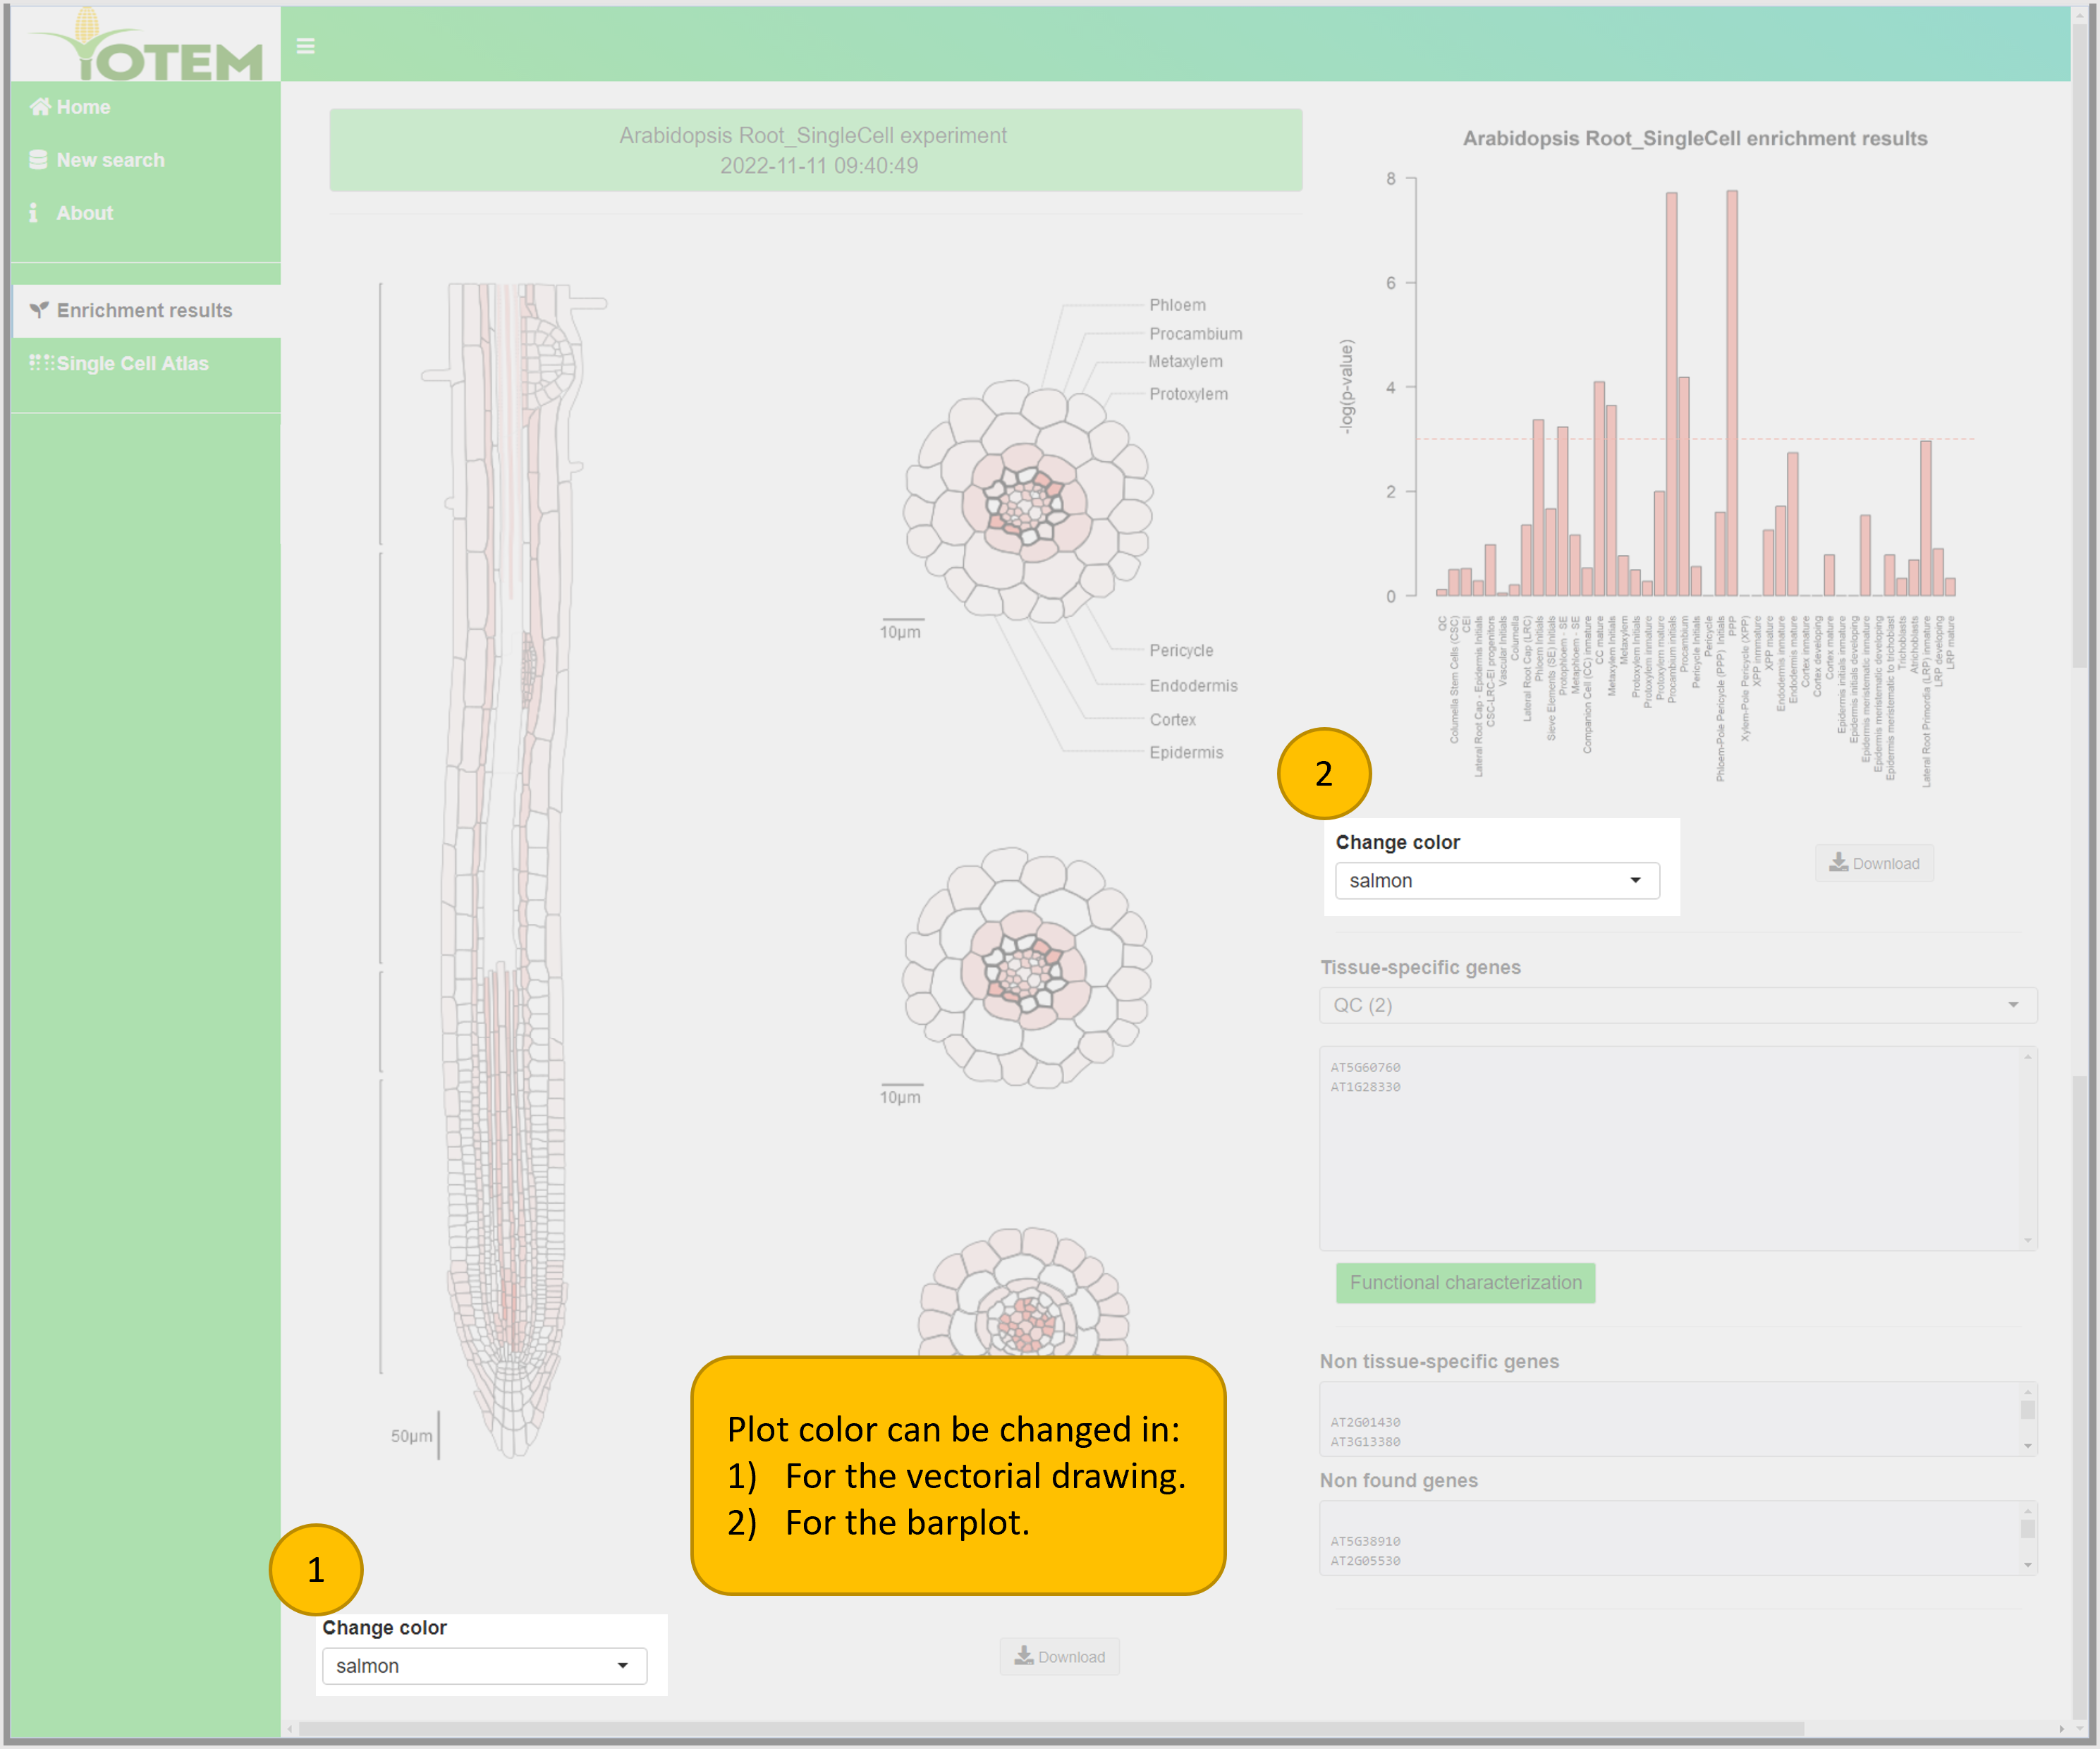 TOTEM
Home
New search
About
Enrichment results
Single Cell Atlas
Arabidopsis Root_SingleCell experiment
2022-11-11 09:40:49
Phloem
Procambium
Metaxylem
Protoxylem
10µm
Pericycle
Endodermis
Cortex
Epidermis
10µm
50µm
Arabidopsis Root_SingleCell enrichment results
-log(p-value)
8
6
4
2
0
QC
Columella Stem Cells (CSC)
CEI
Lateral Root Cap - Epidermis Initials
CSC-LRC-EI progenitors
Vascular Initials
Columella
Lateral Root Cap (LRC)
Phloem Initials
Sieve Elements (SE) Initials
Protophloem - SE
Metaphloem - SE
Companion Cell (CC) inmature
CC mature
Metaxylem Initials
Metaxylem
Protoxylem Initials
Protoxylem inmature
Protoxylem mature
Procambium Initials
Procambium
Pericycle Initials
Pericycle
Phloem-Pole Pericycle (PPP) Initials
PPP
Xylem-Pole Pericycle (XPP)
XPP inmature
XPP mature
Endodermis inmature
Endodermis mature
Cortex inmature
Cortex developing
Cortex mature
Epidermis initials inmature
Epidermis initials developing
Epidermis meristematic inmature
Epidermis meristematic developing
Epidermis meristematic to trichoblast
Trichoblasts
Atrichoblasts
Lateral Root Primordia (LRP) inmature
LRP developing
LRP mature
2
Change color
salmon
Download
Tissue-specific genes
QC (2)
AT5G60760
AT1G28330
Functional characterization
Non tissue-specific genes
AT2G01430
AT3G13380
Non found genes
AT5G38910
AT2G05530
Plot color can be changed in:
1) For the vectorial drawing.
2) For the barplot.
1
Change color
salmon
Download